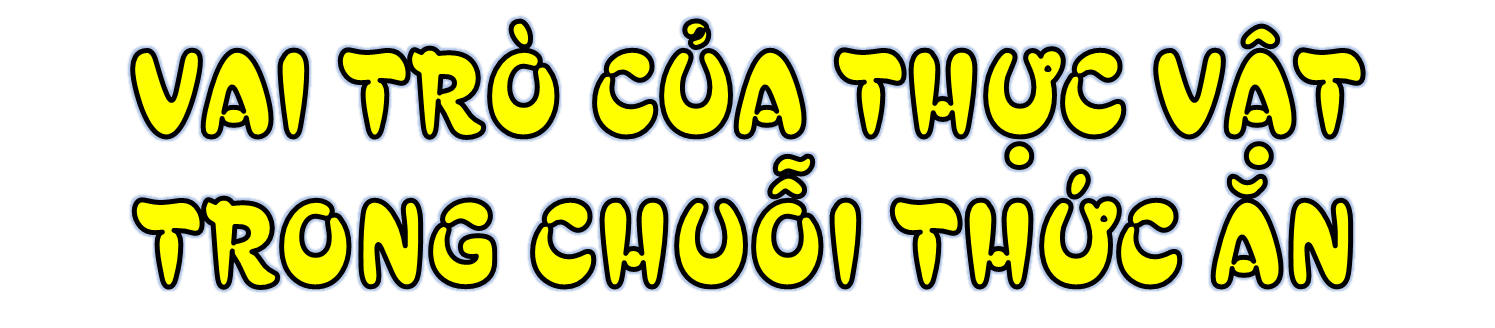 VAI TRÒ CỦA THỰC VẬT
TRONG CHUỖI THỨC ĂN